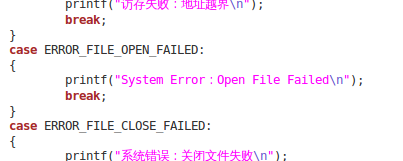 printf("访存失败：地址越界\n");
break;
}
case ERROR_FILE_OPEN_FAILED:
{
printf("System Error：Open File Failed\n");
break;
}
case ERROR_FILE_CLOSE_FAILED:
{
printf("系统错误：关闭文件失败\n");